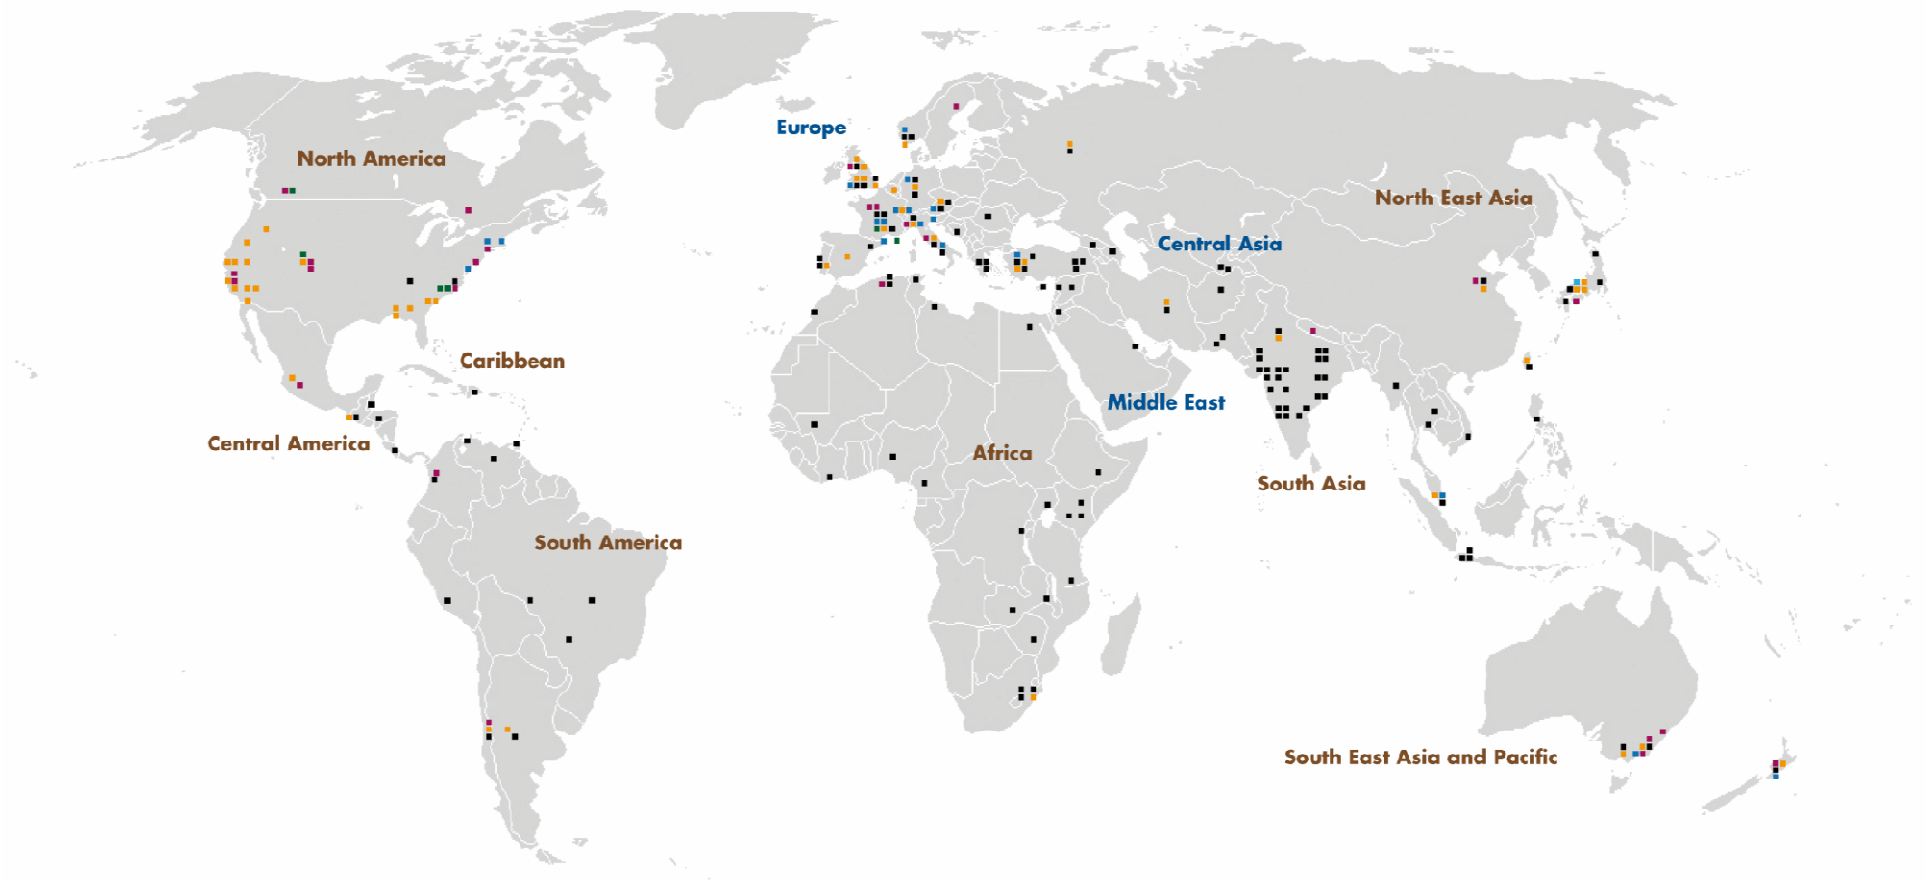 Europe
North America
North East Asia
Central Asia
Caribbean
Middle East
Central America
Africa
South Asia
South America
South East Asia and Pacific